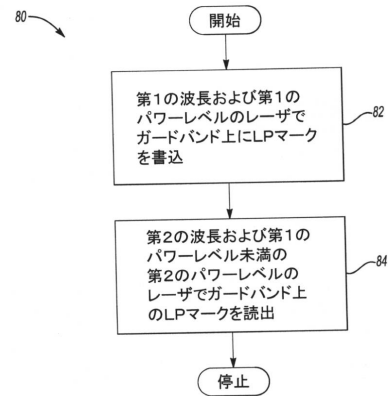 80
開始
第1の波長および第1の
パワーレベルのレーザで
ガードバンド上にLPマーク
を書込
82
第2の波長および第1の
パワーレベル未満の
第2のパワーレベルの
レーザでガードバンド上
のLPマークを読出
84
停止